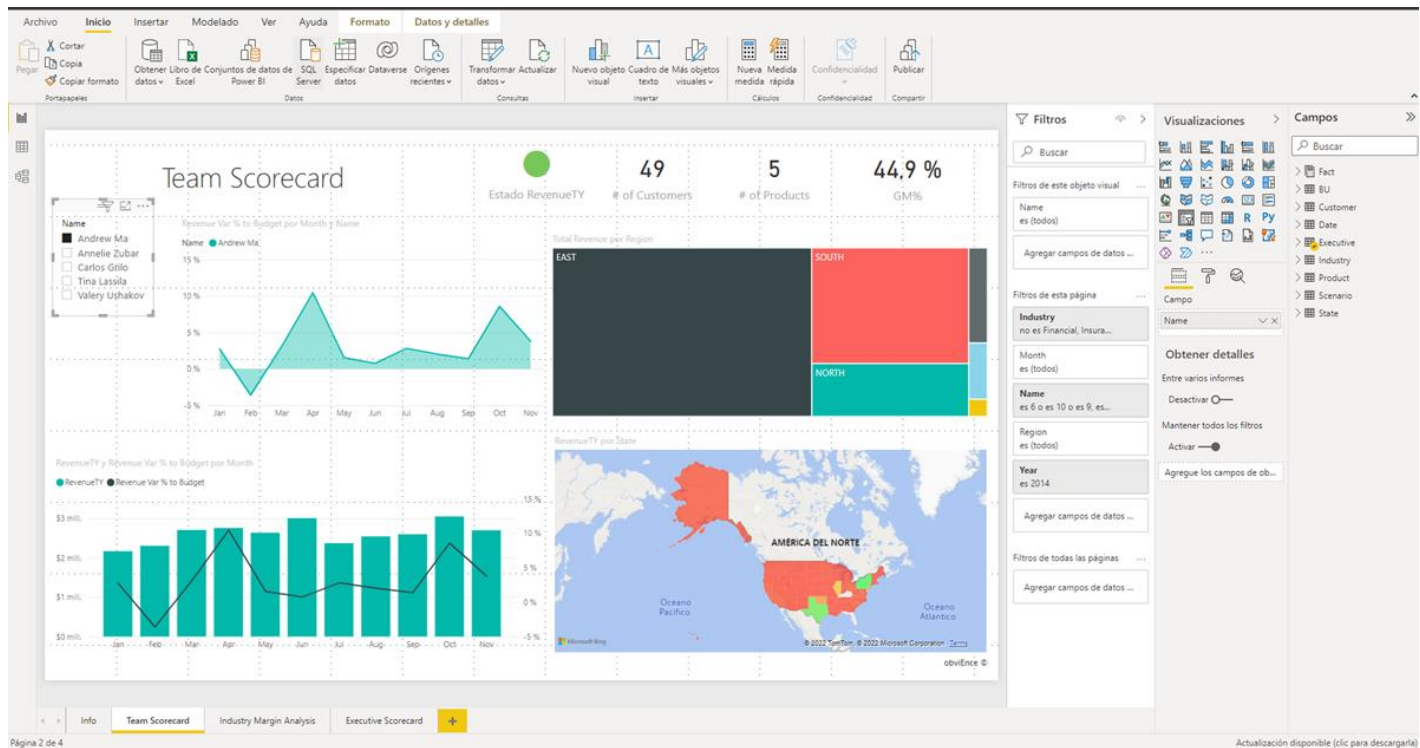 Archivo Inicio Insertar Modelado Ver Ayuda Formato Datos y detalles
Pegar
Cortar
Copia
Copiar formato
Portapapeles
Obtener datos
Libro de Excel
Conjuntos de datos de Power BI
SQL Server
Especificar datos
Dataverse
Orígenes recientes
Datos
Transformar datos
Actualizar
Consultas
Nuevo objeto visual
Cuadro de texto
Más objetos visuales
Insertar
Nueva medida
Medida rápida
Cálculos
Confidencialidad
Confidencialidad
Publicar
Compartir
Team Scorecard
Estado RevenueTY
49
# of Customers
5
# of Products
44,9 %
GM%
Name
Andrew Ma
Annelie Zubar
Carlos Grilo
Tina Lassila
Valery Ushakov
Revenue Var % to Budget por Month y Name
Name Andrew Ma
15 %
10 %
5 %
0 %
-5 %
Jan Feb Mar Apr May Jun Jul Aug Sep Oct Nov
Total Revenue por Region
EAST
SOUTH
NORTH
RevenueTY y Revenue Var % to Budget por Month
RevenueTY Revenue Var % to Budget
$3 mill.
$2 mill.
$1 mill.
$0 mill.
15 %
10 %
5 %
0 %
-5 %
Jan Feb Mar Apr May Jun Jul Aug Sep Oct Nov
RevenueTY por State
AMÉRICA DEL NORTE
Océano
Pacífico
Océano
Atlántico
Microsoft Bing
© 2022 TomTom, © 2022 Microsoft Corporation Terms
obviEnce ©
Filtros
Buscar
Filtros de este objeto visual ...
Name
es (todos)
Agregar campos de datos ...
Filtros de esta página ...
Industry
no es Financial, Insura...
Month
es (todos)
Name
es 6 o es 10 o es 9, es...
Region
es (todos)
Year
es 2014
Agregar campos de datos ...
Filtros de todas las páginas ...
Agregar campos de datos ...
Visualizaciones
R Py
Campo
Name
Obtener detalles
Entre varios informes
Desactivar
Mantener todos los filtros
Activar
Agregue los campos de ob...
Campos
Buscar
Fact
BU
Customer
Date
Executive
Industry
Product
Scenario
State
Info Team Scorecard Industry Margin Analysis Executive Scorecard +
Página 2 de 4
Actualización disponible (clic para descargarla)